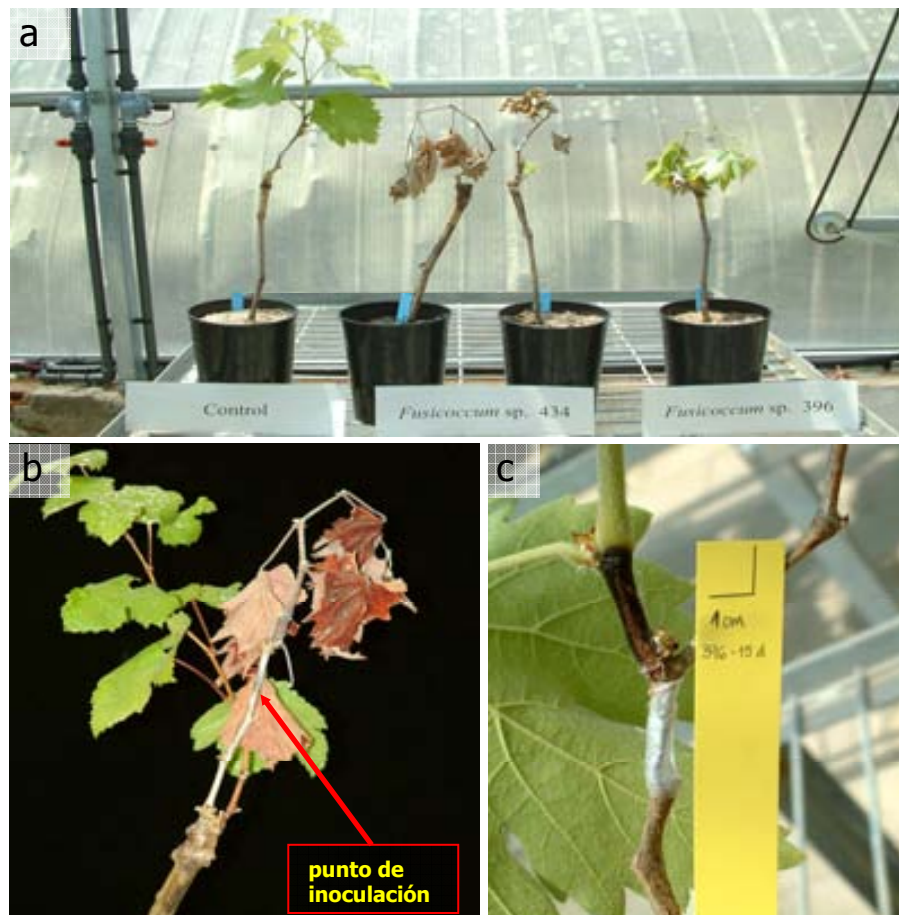 a
Control
Fusicoccum sp. 434
Fusicoccum sp. 396
b
punto de
inoculación
c
1 cm
396-15 d